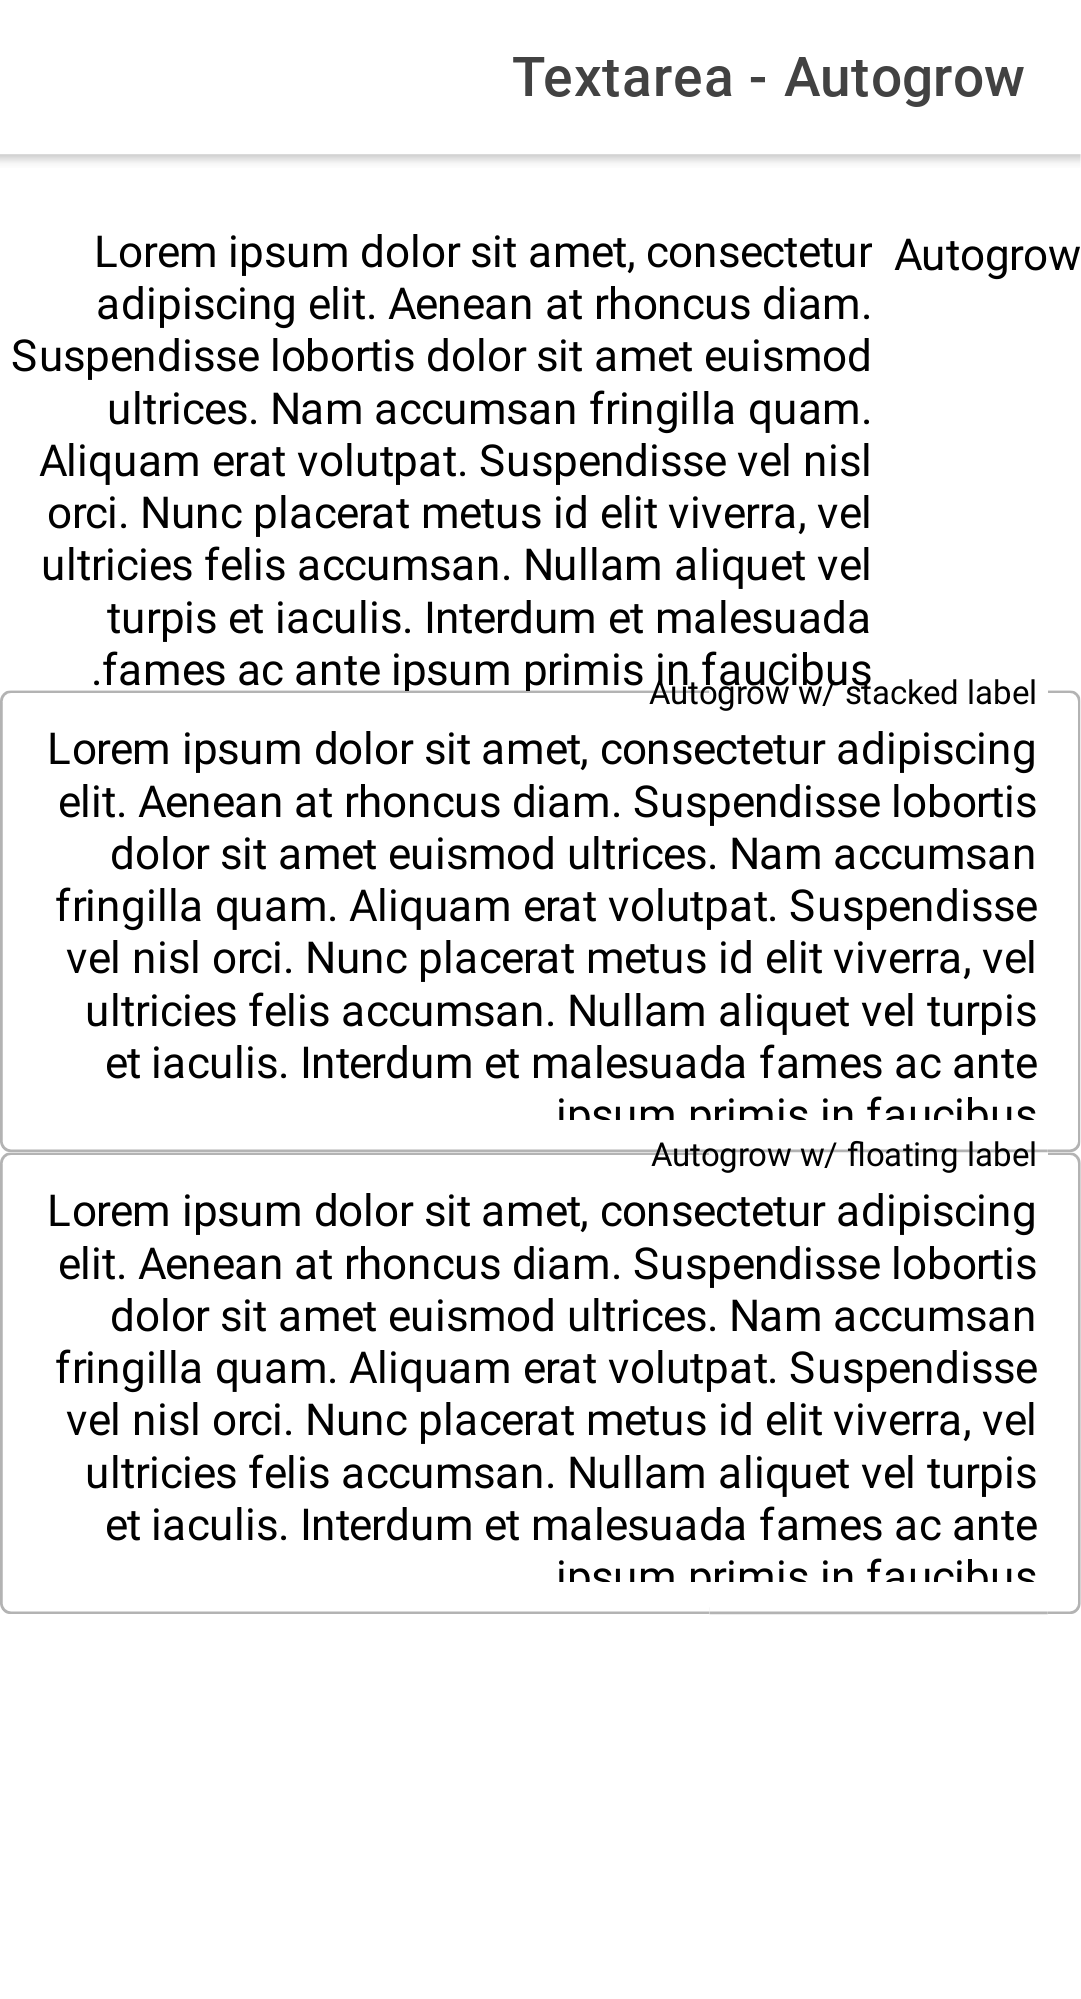 Textarea - Autogrow
Autogrow
Lorem ipsum dolor sit amet, consectetur
adipiscing elit. Aenean at rhoncus diam.
Suspendisse lobortis dolor sit amet euismod
ultrices. Nam accumsan fringilla quam.
Aliquam erat volutpat. Suspendisse vel nisl
orci. Nunc placerat metus id elit viverra, vel
ultricies felis accumsan. Nullam aliquet vel
turpis et iaculis. Interdum et malesuada
.fames ac ante ipsum primis in faucibus
Autogrow w/ stacked label
Lorem ipsum dolor sit amet, consectetur adipiscing
elit. Aenean at rhoncus diam. Suspendisse lobortis
dolor sit amet euismod ultrices. Nam accumsan
fringilla quam. Aliquam erat volutpat. Suspendisse
vel nisl orci. Nunc placerat metus id elit viverra, vel
ultricies felis accumsan. Nullam aliquet vel turpis
et iaculis. Interdum et malesuada fames ac ante
ipsum primis in faucibus
Autogrow w/ floating label
Lorem ipsum dolor sit amet, consectetur adipiscing
elit. Aenean at rhoncus diam. Suspendisse lobortis
dolor sit amet euismod ultrices. Nam accumsan
fringilla quam. Aliquam erat volutpat. Suspendisse
vel nisl orci. Nunc placerat metus id elit viverra, vel
ultricies felis accumsan. Nullam aliquet vel turpis
et iaculis. Interdum et malesuada fames ac ante
ipsum primis in faucibus